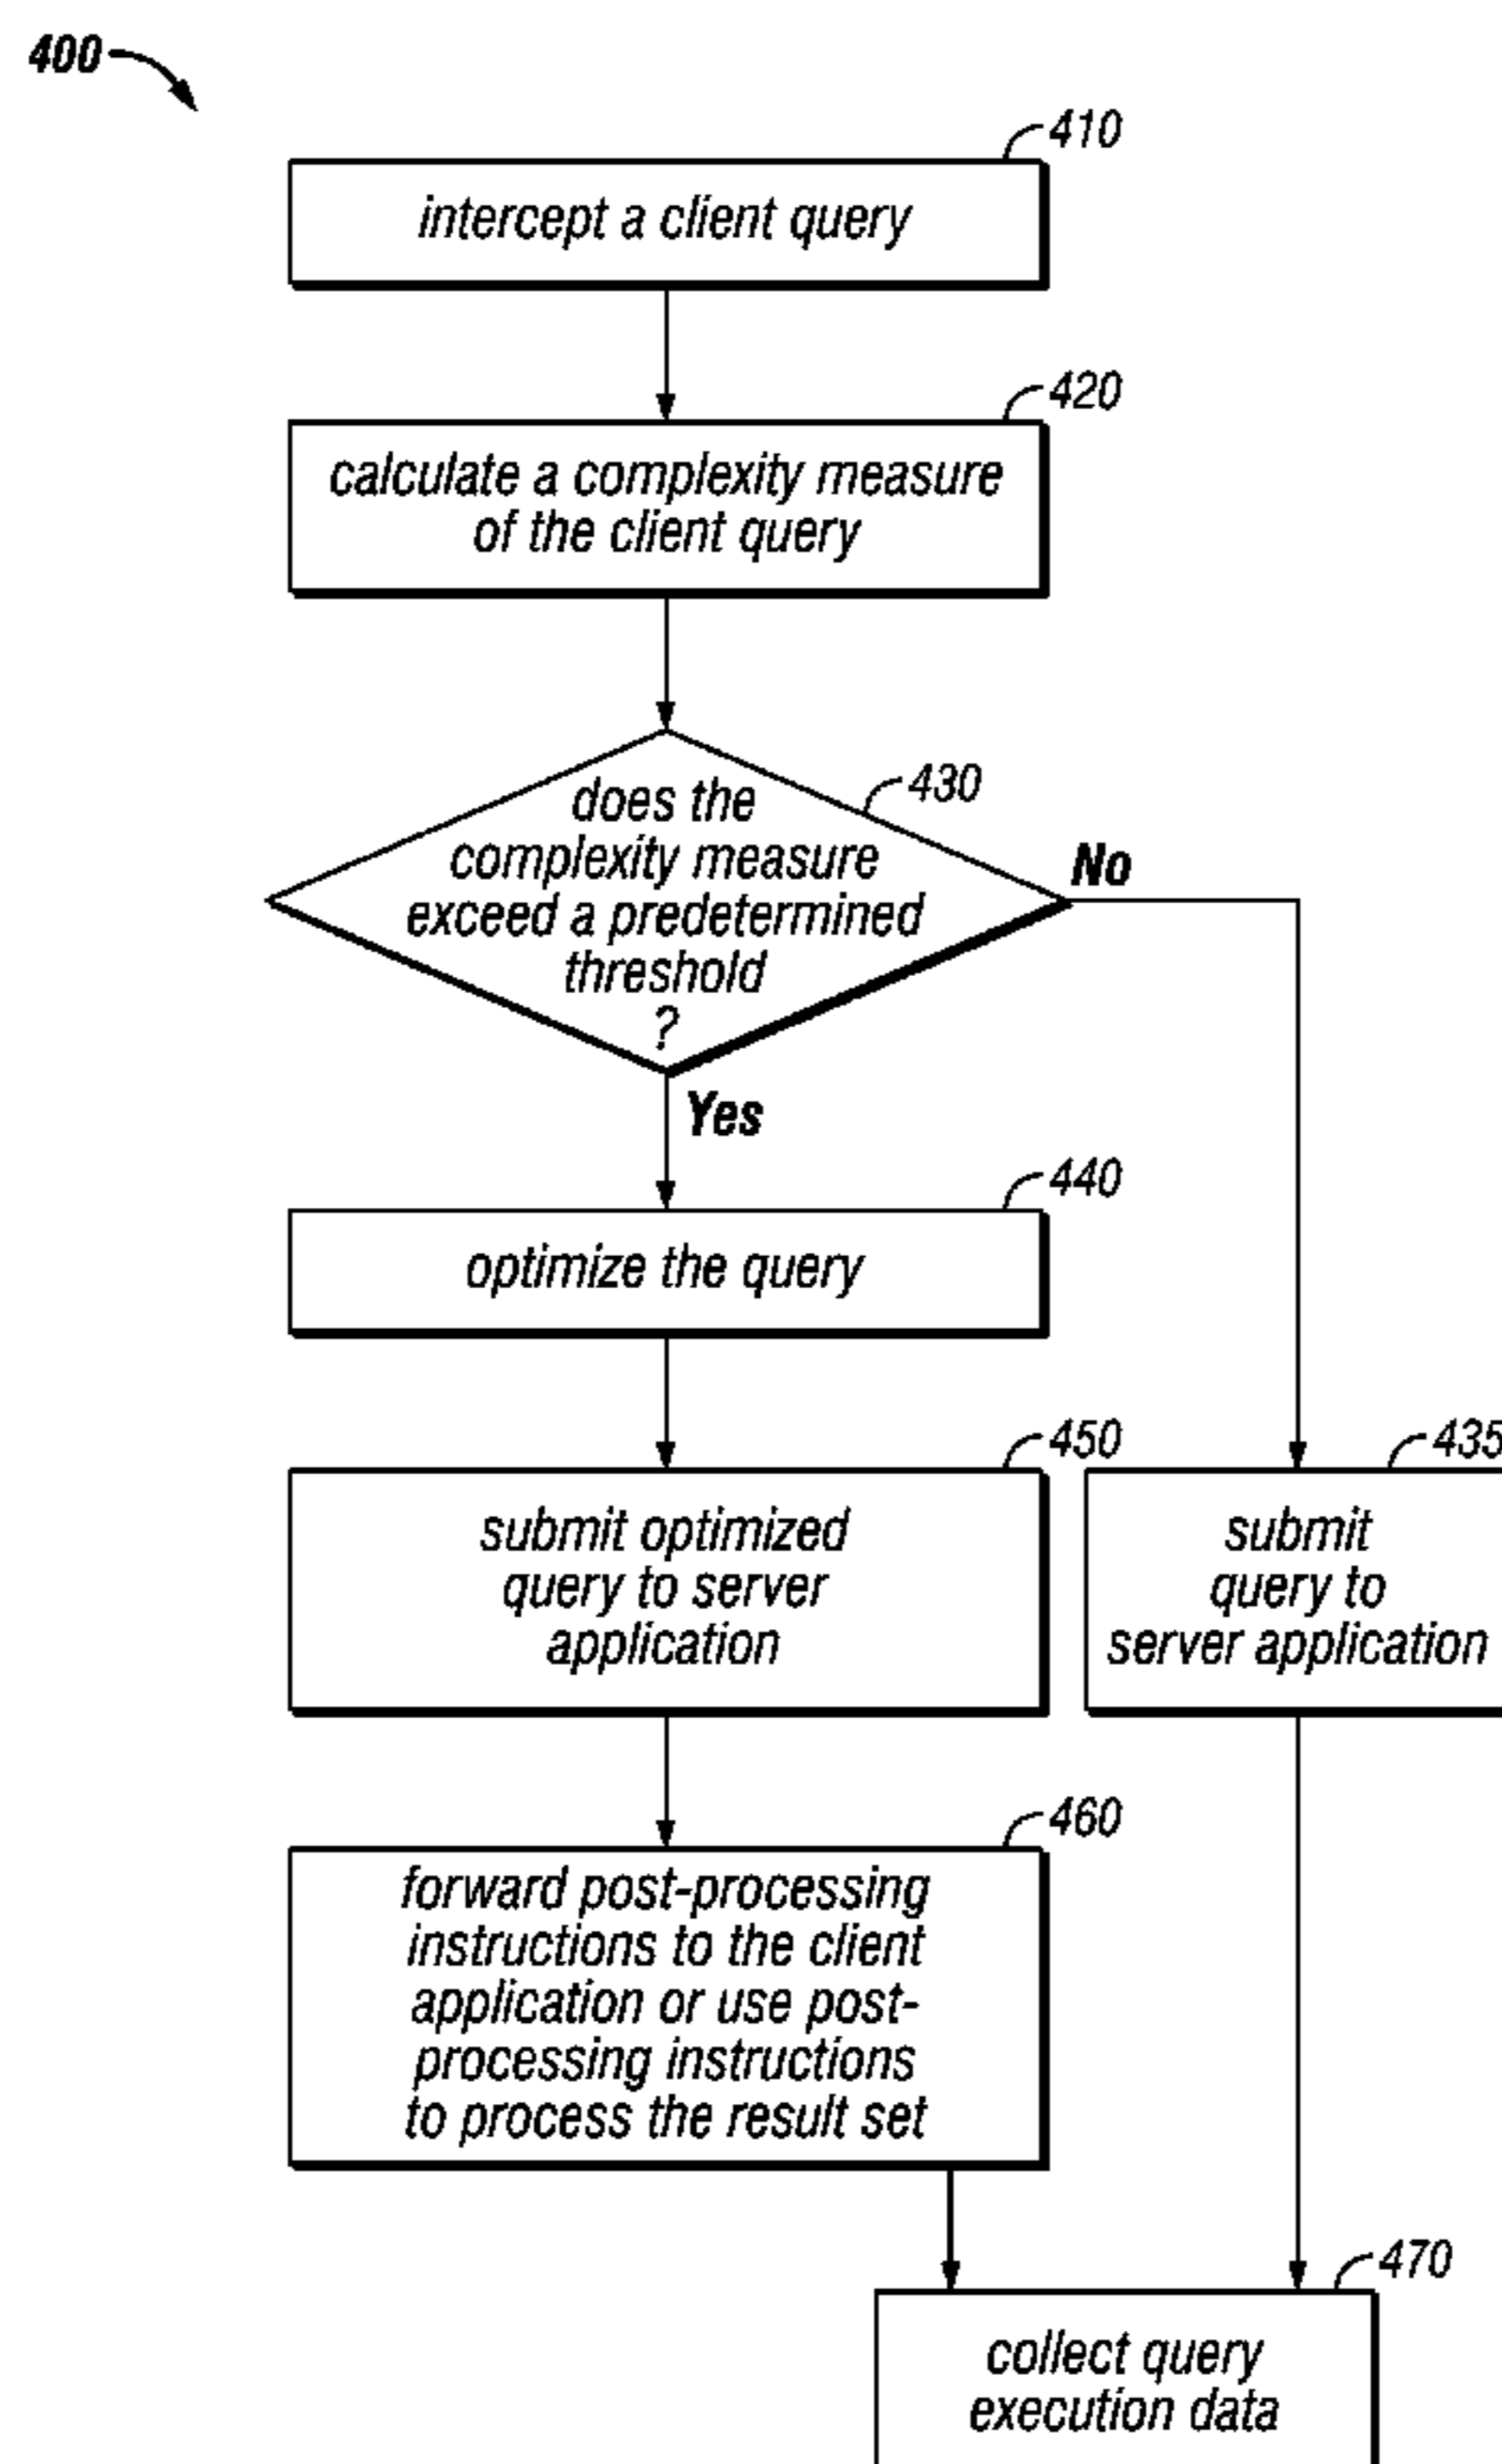 400
410
intercept a client query
420
calculate a complexity measure
of the client query
430
does the
complexity measure
exceed a predetermined
threshold
?
No
Yes
440
optimize the query
450
submit optimized
query to server
application
435
submit
query to
server application
460
forward post-processing
instructions to the client
application or use post-
processing instructions
to process the result set
470
collect query
execution data